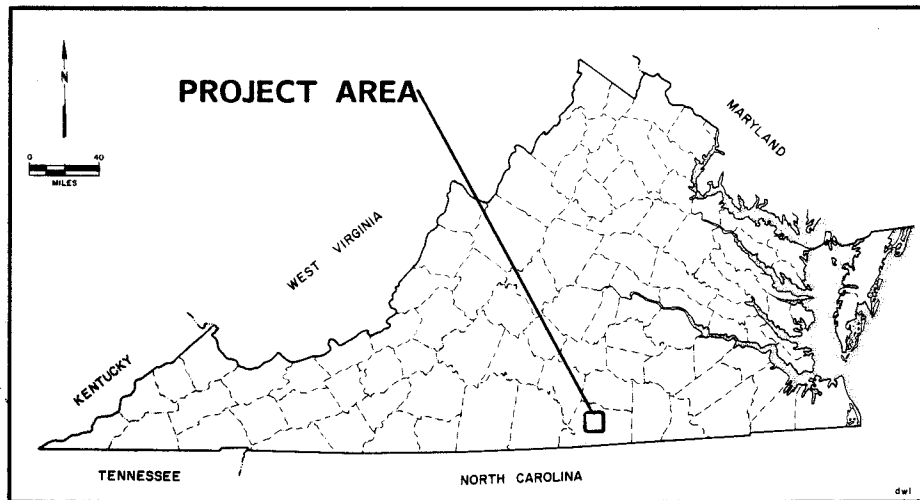 N
PROJECT AREA
MARYLAND
0 40
MILES
WEST VIRGINIA
KENTUCKY
TENNESSEE
NORTH CAROLINA
dwl